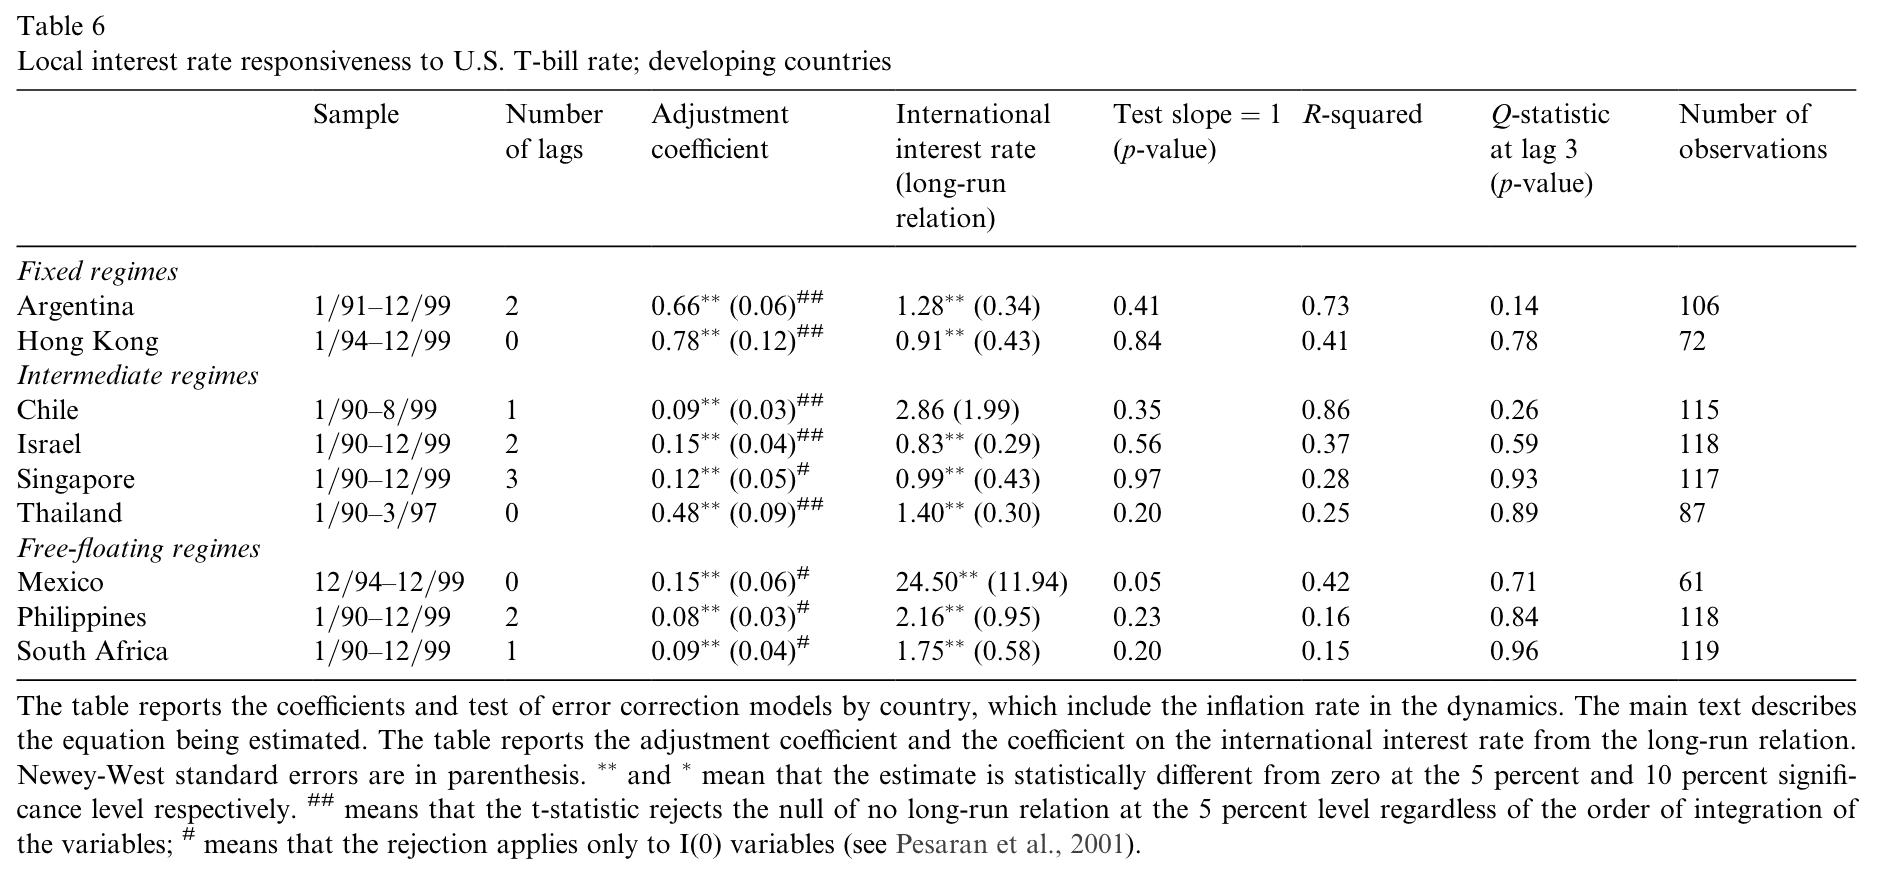 Table 6
Local interest rate responsiveness to U.S. T-bill rate; developing countries
Sample Number of lags Adjustment coefficient International interest rate (long-run relation) Test slope = 1 (p-value) R-squared Q-statistic at lag 3 (p-value) Number of observations
Fixed regimes
Argentina 1/91–12/99 2 0.66** (0.06)## 1.28** (0.34) 0.41 0.73 0.14 106
Hong Kong 1/94–12/99 0 0.78** (0.12)## 0.91** (0.43) 0.84 0.41 0.78 72
Intermediate regimes
Chile 1/90–8/99 1 0.09** (0.03)## 2.86 (1.99) 0.35 0.86 0.26 115
Israel 1/90–12/99 2 0.15** (0.04)## 0.83** (0.29) 0.56 0.37 0.59 118
Singapore 1/90–12/99 3 0.12** (0.05)# 0.99** (0.43) 0.97 0.28 0.93 117
Thailand 1/90–3/97 0 0.48** (0.09)## 1.40** (0.30) 0.20 0.25 0.89 87
Free-floating regimes
Mexico 12/94–12/99 0 0.15** (0.06)# 24.50** (11.94) 0.05 0.42 0.71 61
Philippines 1/90–12/99 2 0.08** (0.03)# 2.16** (0.95) 0.23 0.16 0.84 118
South Africa 1/90–12/99 1 0.09** (0.04)# 1.75** (0.58) 0.20 0.15 0.96 119
The table reports the coefficients and test of error correction models by country, which include the inflation rate in the dynamics. The main text describes
the equation being estimated. The table reports the adjustment coefficient and the coefficient on the international interest rate from the long-run relation.
Newey-West standard errors are in parenthesis. ** and * mean that the estimate is statistically different from zero at the 5 percent and 10 percent signifi-
cance level respectively. ## means that the t-statistic rejects the null of no long-run relation at the 5 percent level regardless of the order of integration of
the variables; # means that the rejection applies only to I(0) variables (see Pesaran et al., 2001).